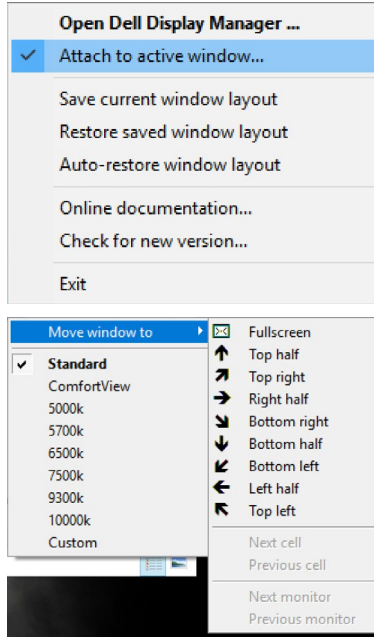 Open Dell Display Manager ...
Attach to active window...
Save current window layout
Restore saved window layout
Auto-restore window layout
Online documentation...
Check for new version...
Exit
Move window to
Standard
ComfortView
5000k
5700k
6500k
7500k
9300k
10000k
Custom
Fullscreen
Top half
Top right
Right half
Bottom right
Bottom half
Bottom left
Left half
Top left
Next cell
Previous cell
Next monitor
Previous monitor